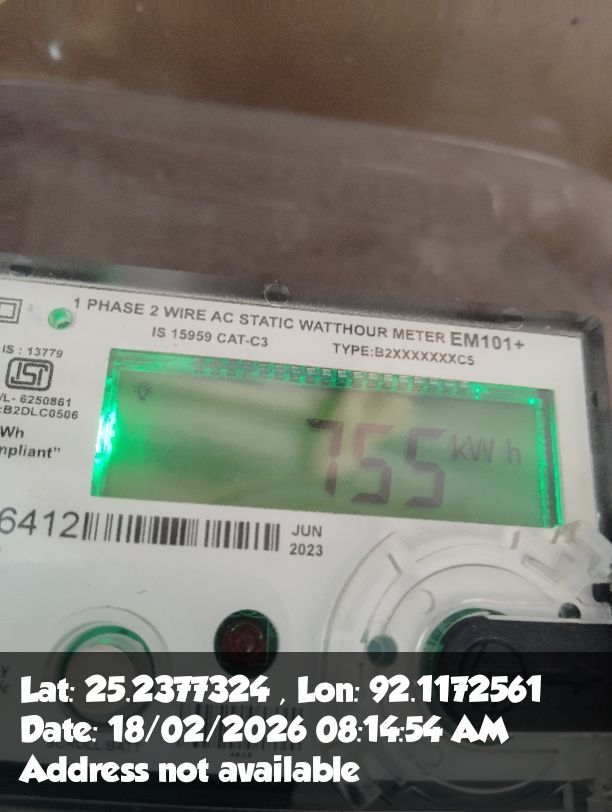 1 PHASE 2 WIRE AC STATIC WATTHOUR METER EM101+
IS 15959 CAT-C3 TYPE:B2XXXXXXXC5
IS : 13779
ISI
/L- 6250861
:B2DLC0506
Wh
mpliant"
755 kWh
6412
JUN
2023
SCROLL/BATT
Lat: 25.2377324 , Lon: 92.1172561
Date: 18/02/2026 08:14:54 AM
Address not available